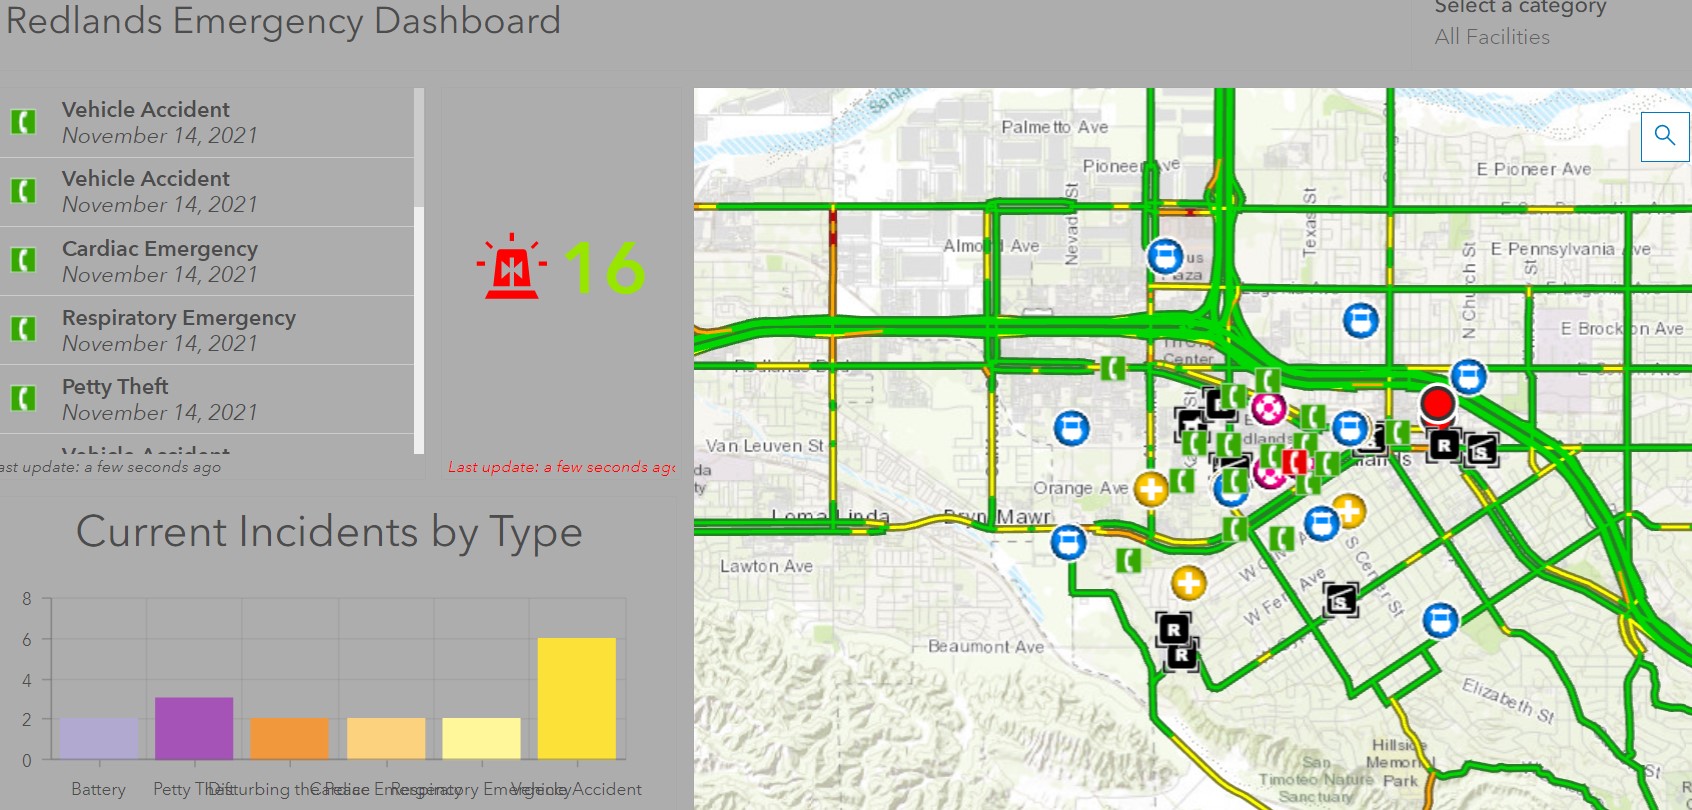 Redlands Emergency Dashboard
Select a category
All Facilities
Vehicle Accident
November 14, 2021
Vehicle Accident
November 14, 2021
Cardiac Emergency
November 14, 2021
Respiratory Emergency
November 14, 2021
Petty Theft
November 14, 2021
Vehicle Accident
ast update: a few seconds ago
16
Last update: a few seconds ago
Current Incidents by Type
8
6
4
2
0
Battery
Petty Theft
Disturbing the Peace
Cardiac Emergency
Respiratory Emergency
Vehicle Accident
Santa
Palmetto Ave
Pioneer Ave
E Pioneer Ave
Nevada St
Texas St
Almond Ave
N Church St
E Pennsylvania Ave
St
E Brockton Ave
Center
Van Leuven St
Orange Ave
Loma Linda
Bryn Mawr
Lawton Ave
W Fern Ave
S Center St
Beaumont Ave
Elizabeth St
Hillside
Memorial
Park
San
Timoteo Nature
Sanctuary
St
R
R
R
R
S